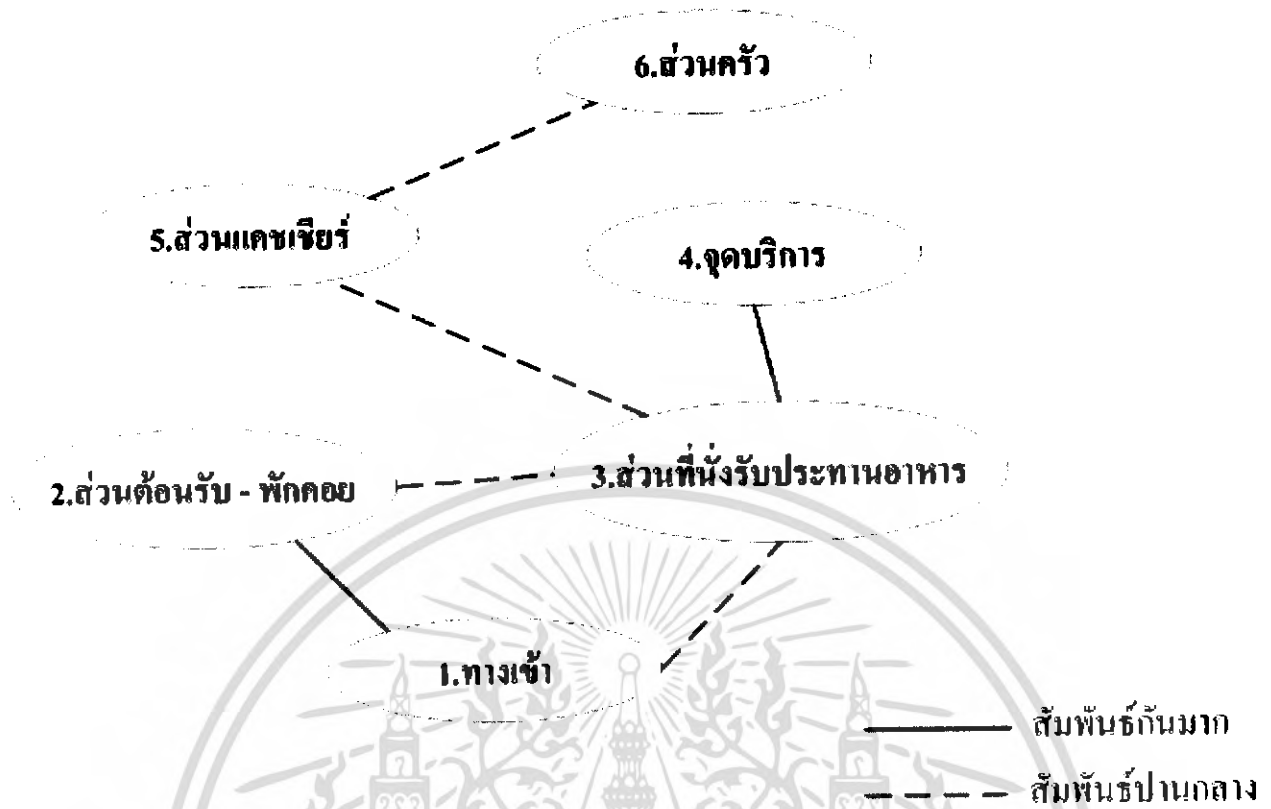 6.ส่วนครัว
5.ส่วนแคชเชียร์
4.จุดบริการ
2.ส่วนต้อนรับ - พักคอย
3.ส่วนที่นั่งรับประทานอาหาร
1.ทางเข้า
สัมพันธ์กันมาก
สัมพันธ์ปานกลาง